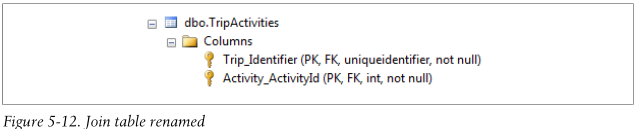 dbo.TripActivities
Columns
Trip_Identifier (PK, FK, uniqueidentifier, not null)
Activity_ActivityId (PK, FK, int, not null)
Figure 5-12. Join table renamed